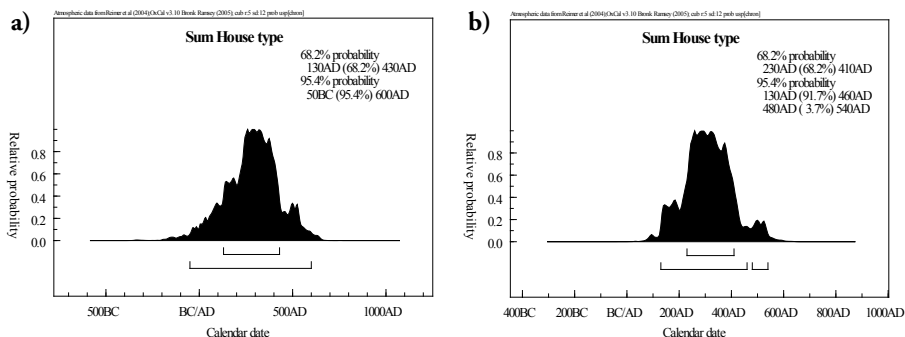 a)
Atmospheric data from Reimer et al (2004);OxCal v3.10 Bronk Ramsey (2005); cub r:5 sd:12 prob usp[chron]
Sum House type
68.2% probability
130AD (68.2%) 430AD
95.4% probability
50BC (95.4%) 600AD
Relative probability
0.8
0.6
0.4
0.2
0.0
500BC BC/AD 500AD 1000AD
Calendar date
b)
Atmospheric data from Reimer et al (2004);OxCal v3.10 Bronk Ramsey (2005); cub r:5 sd:12 prob usp[chron]
Sum House type
68.2% probability
230AD (68.2%) 410AD
95.4% probability
130AD (91.7%) 460AD
480AD ( 3.7%) 540AD
Relative probability
0.8
0.6
0.4
0.2
0.0
400BC 200BC BC/AD 200AD 400AD 600AD 800AD 1000AD
Calendar date